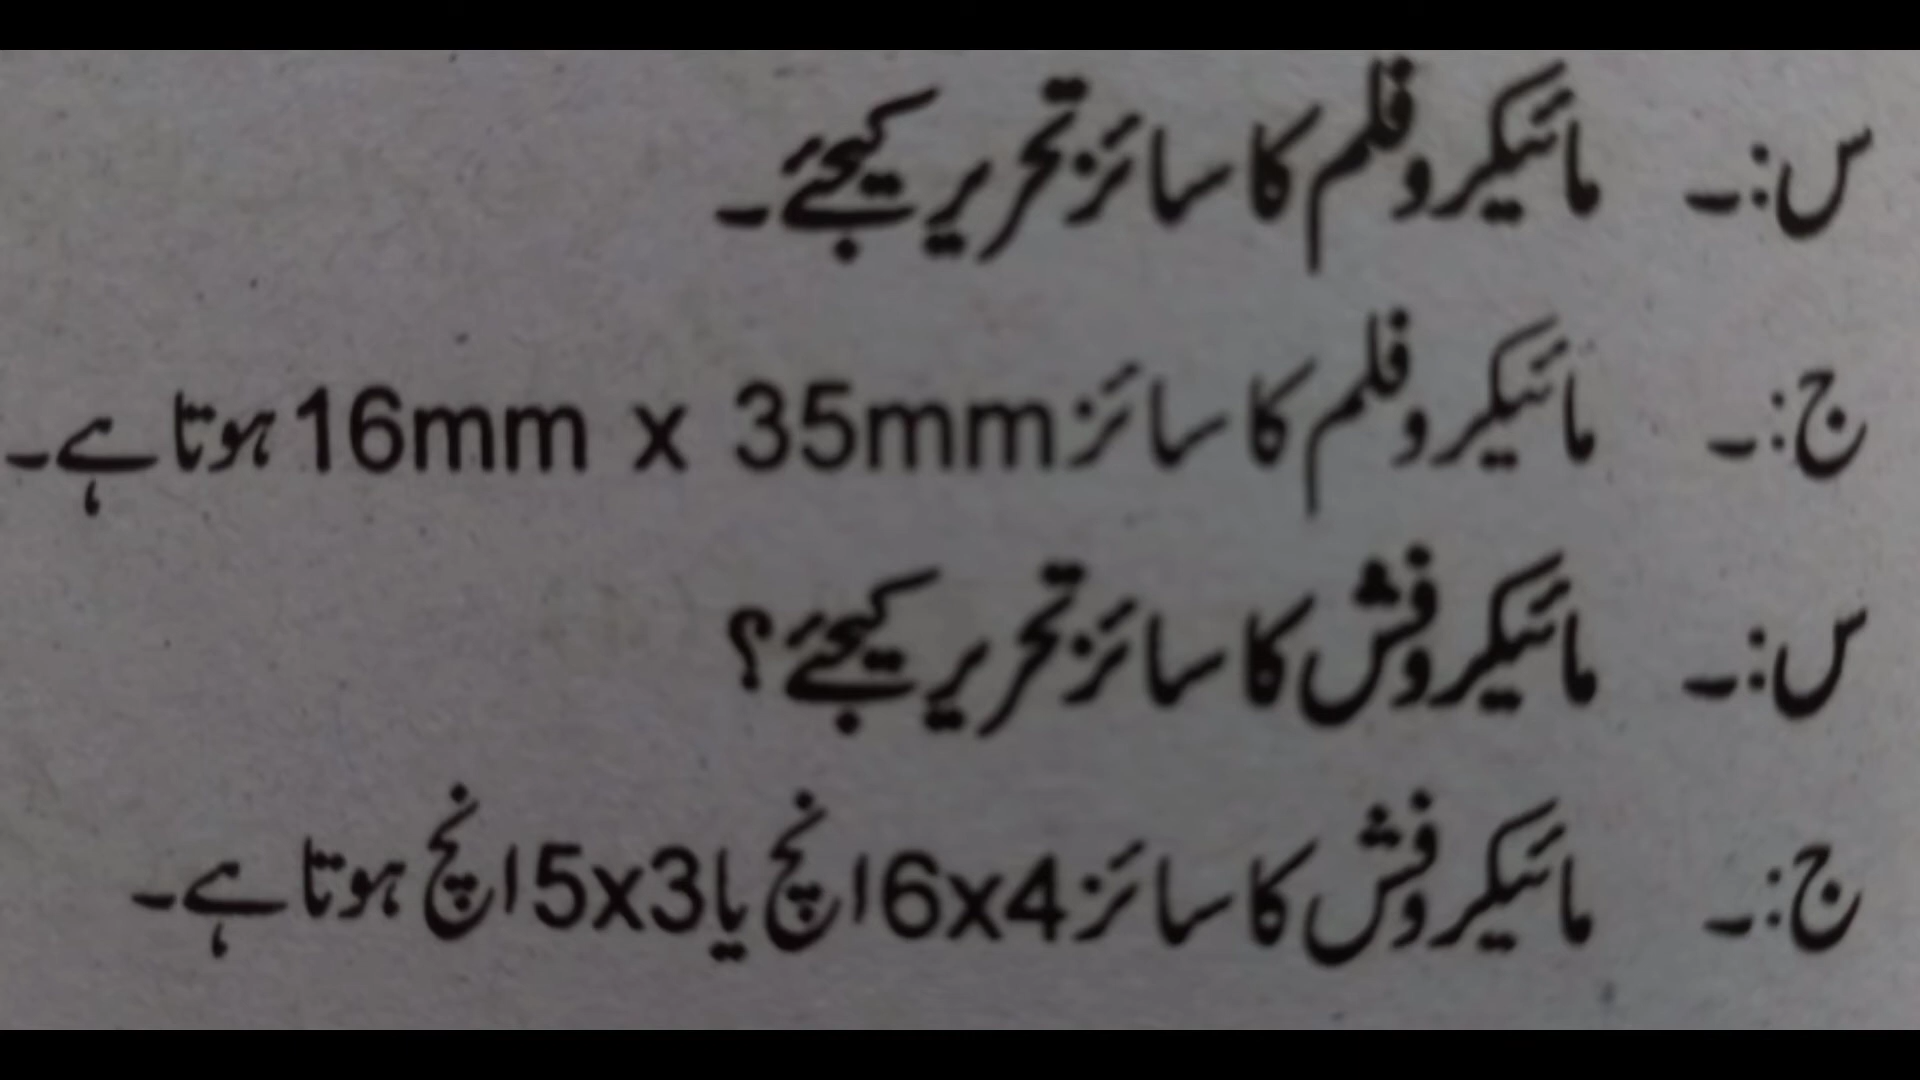 س:۔ مائیکروفلم کا سائز تحریر کیجئے۔
ج:۔ مائیکروفلم کا سائز 16mm x 35mm ہوتا ہے۔
س:۔ مائیکروفش کا سائز تحریر کیجئے؟
ج:۔ مائیکروفش کا سائز 6x4 انچ یا 5x3 انچ ہوتا ہے۔